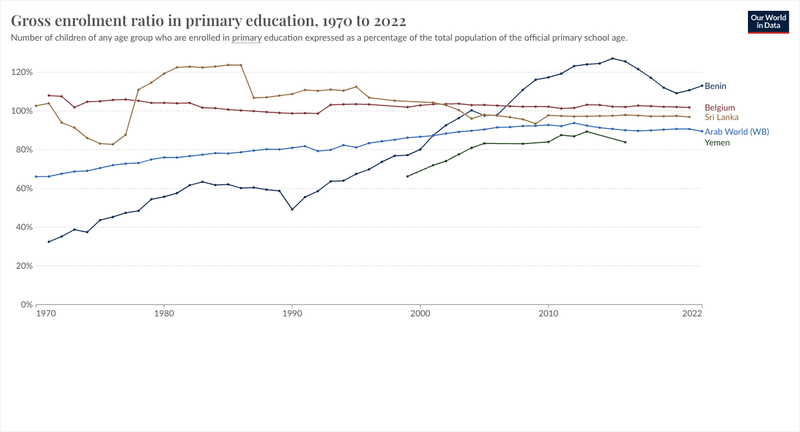 Gross enrolment ratio in primary education, 1970 to 2022
Our World
in Data
Number of children of any age group who are enrolled in primary education expressed as a percentage of the total population of the official primary school age.
120%
100%
80%
60%
40%
20%
0%
Benin
Belgium
Sri Lanka
Arab World (WB)
Yemen
1970
1980
1990
2000
2010
2022